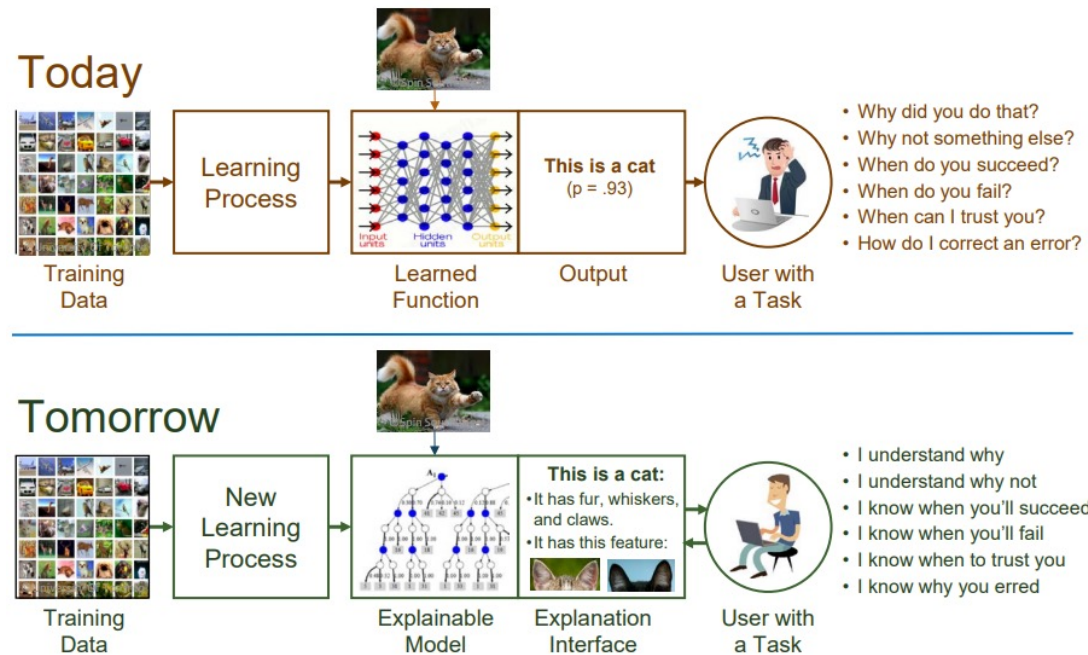 Today
Learning
Process
Input
units
Hidden
units
Output
units
This is a cat
(p = .93)
• Why did you do that?
• Why not something else?
• When do you succeed?
• When do you fail?
• When can I trust you?
• How do I correct an error?
Training
Data
Learned
Function
Output
User with
a Task
Tomorrow
New
Learning
Process
This is a cat:
•It has fur, whiskers,
and claws.
•It has this feature:
• I understand why
• I understand why not
• I know when you'll succeed
• I know when you'll fail
• I know when to trust you
• I know why you erred
Training
Data
Explainable
Model
Explanation
Interface
User with
a Task